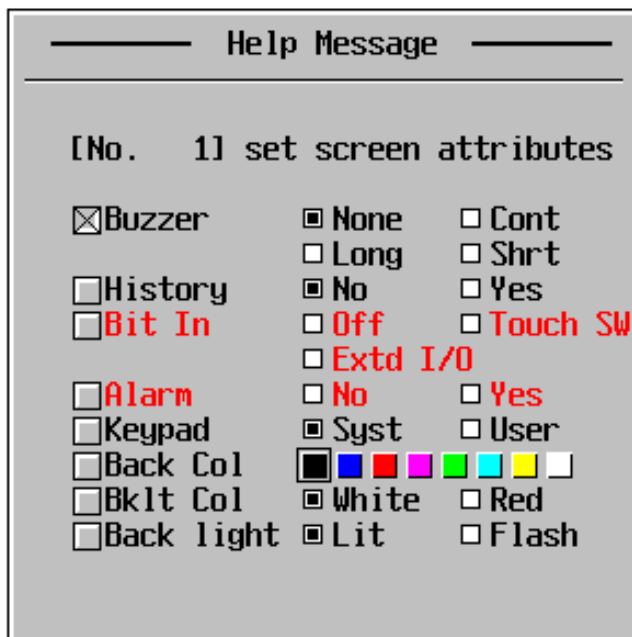 Help Message
[No.   1] set screen attributes
Buzzer None Cont
Long Shrt
History No Yes
Bit In Off Touch SW
Extd I/O
Alarm No Yes
Keypad Syst User
Back Col
Bklt Col White Red
Back light Lit Flash